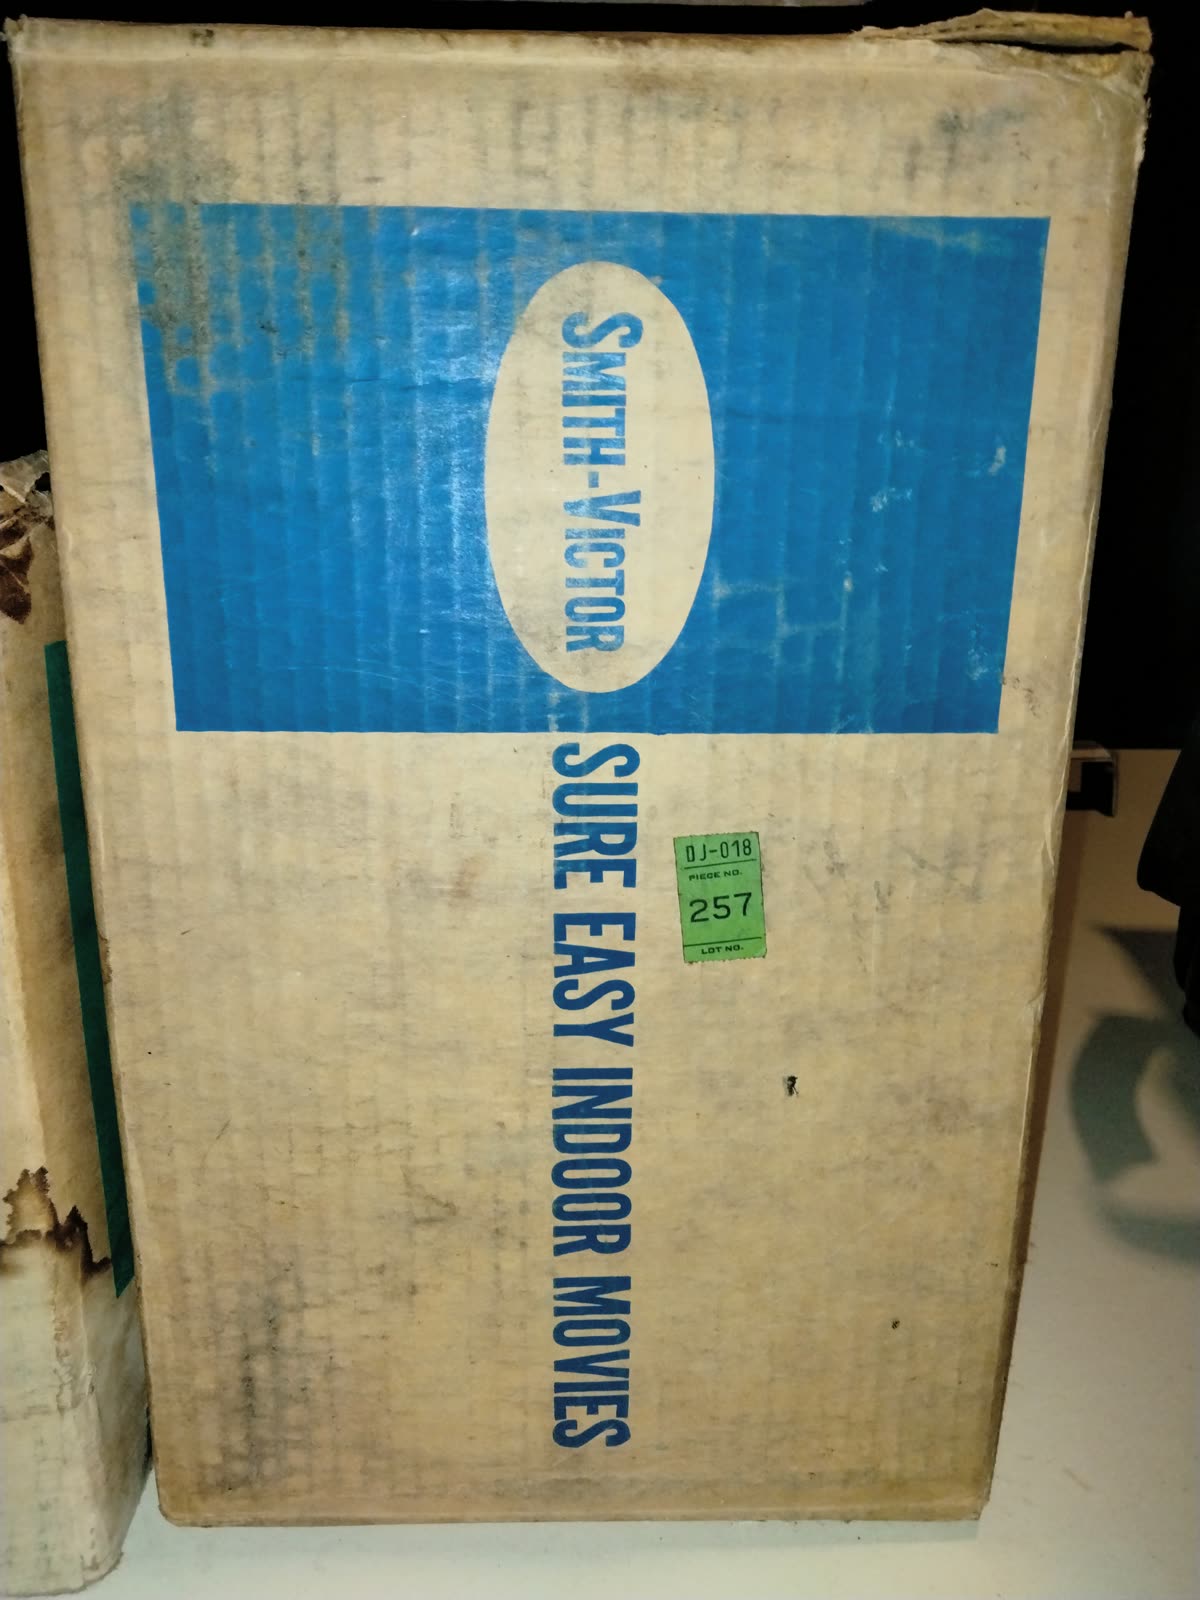 SMITH-VICTOR
SURE EASY INDOOR MOVIES
DJ-018
PIECE NO.
257
LOT NO.